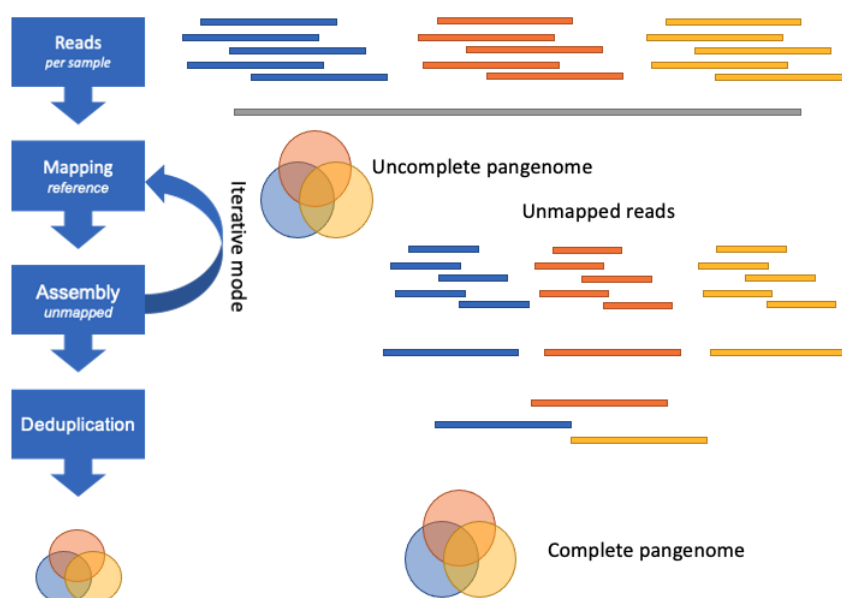 Reads
per sample
Mapping
reference
Iterative mode
Uncomplete pangenome
Unmapped reads
Assembly
unmapped
Deduplication
Complete pangenome